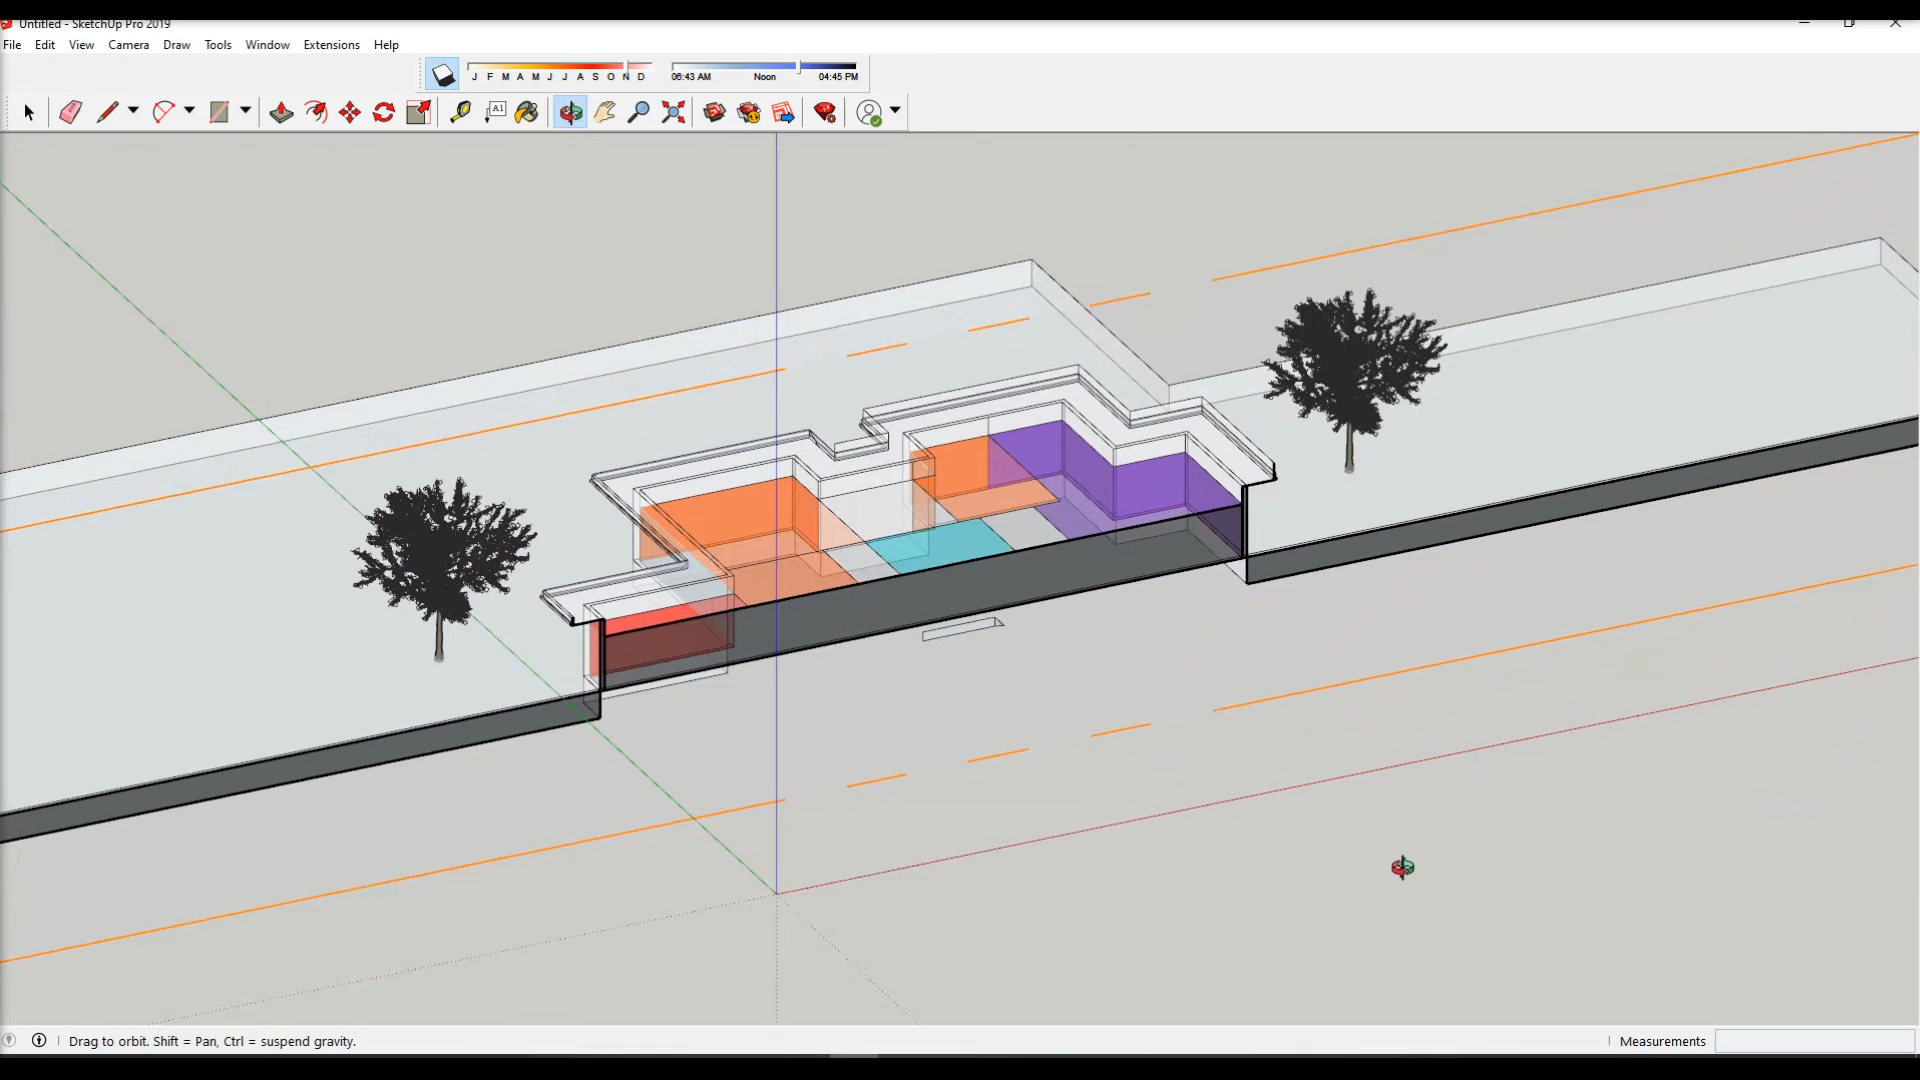 Untitled - SketchUp Pro 2019
File Edit View Camera Draw Tools Window Extensions Help
J F M A M J J A S O N D 06:43 AM Noon 04:45 PM
A1
Drag to orbit. Shift = Pan, Ctrl = suspend gravity. Measurements